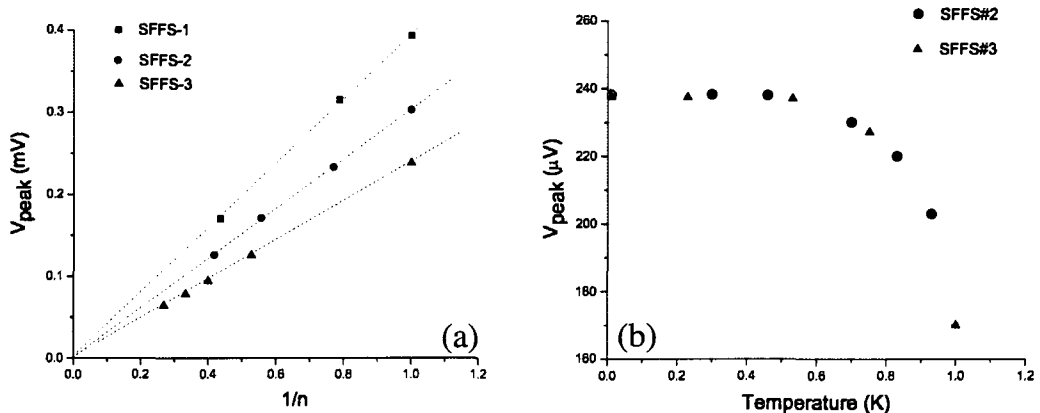 0.4
0.3
0.2
0.1
0.0
V_peak (mV)
SFFS-1
SFFS-2
SFFS-3
(a)
0.0 0.2 0.4 0.6 0.8 1.0 1.2
1/n
260
240
220
200
180
160
V_peak (μV)
SFFS#2
SFFS#3
(b)
0.0 0.2 0.4 0.6 0.8 1.0 1.2
Temperature (K)